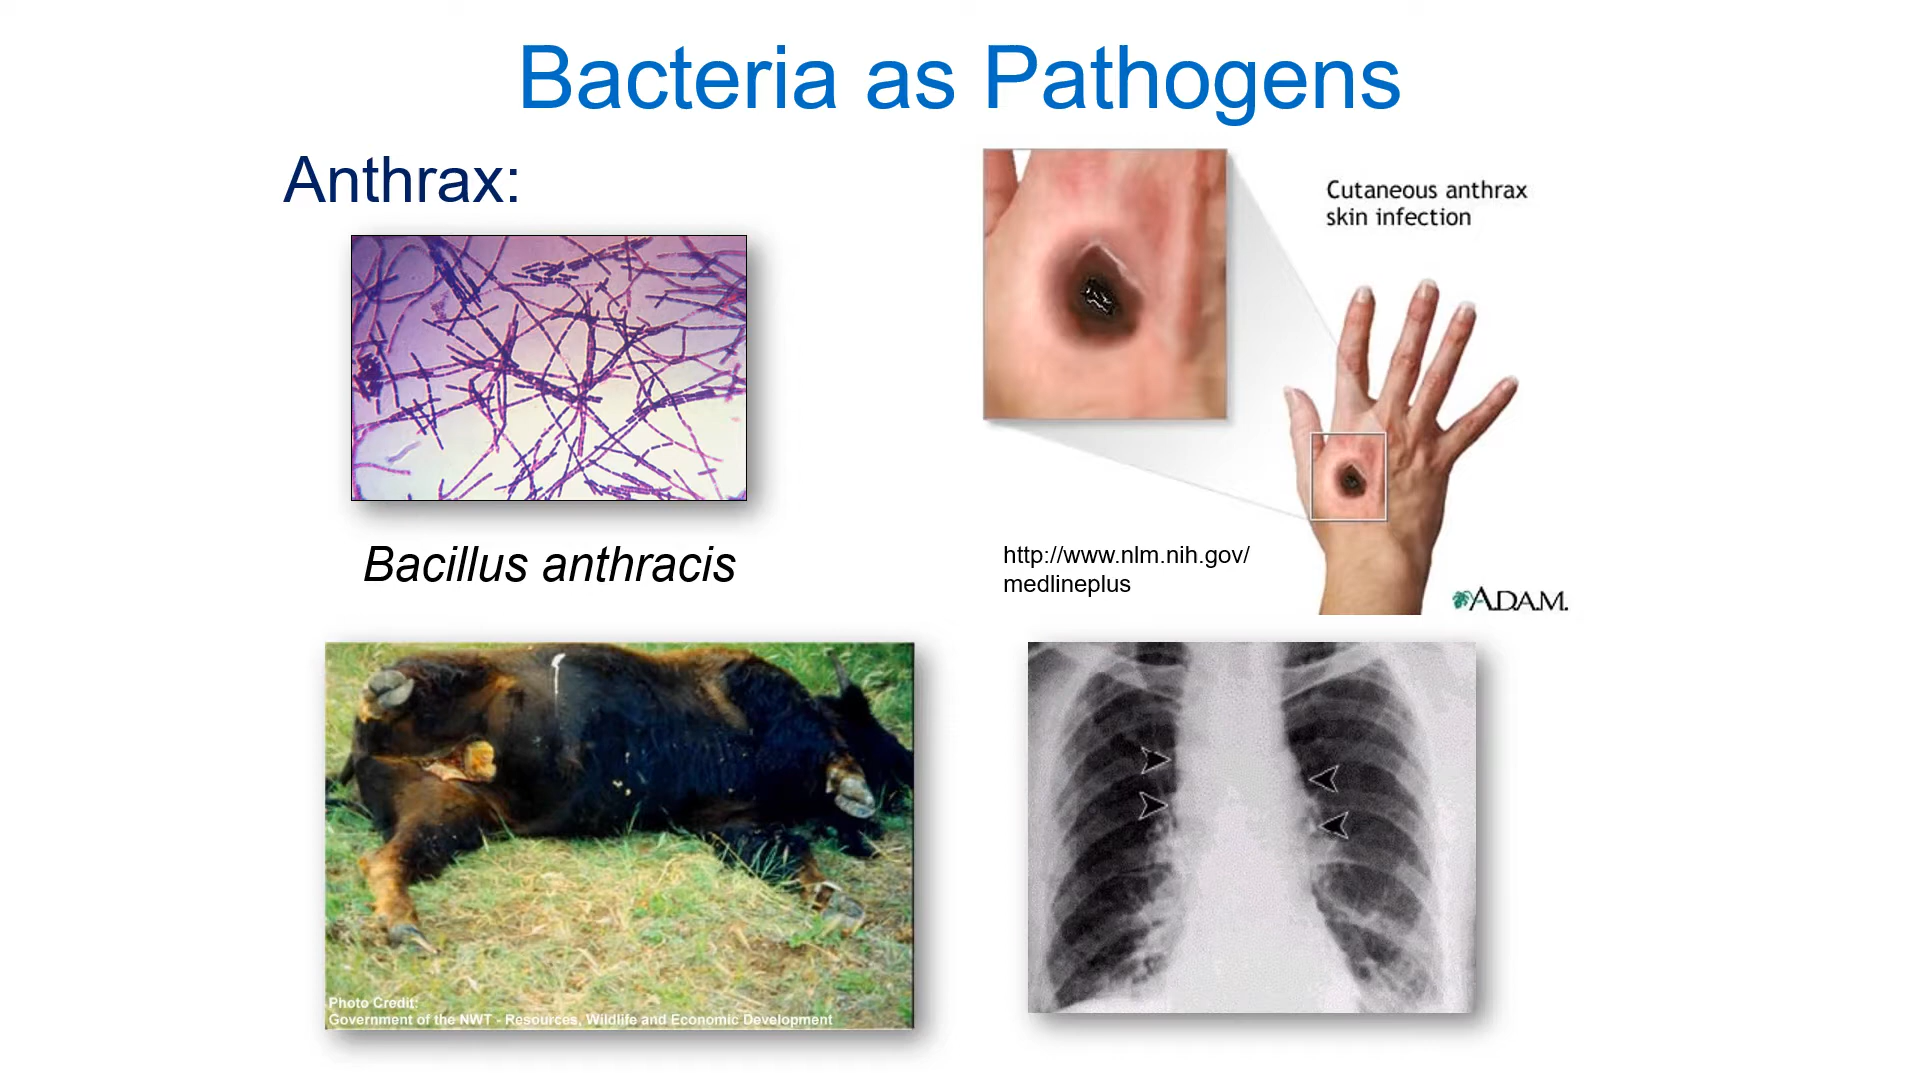 Bacteria as Pathogens
Anthrax:
Cutaneous anthrax
skin infection
Bacillus anthracis
http://www.nlm.nih.gov/
medlineplus
A.D.A.M.
Photo Credit:
Government of the NWT - Resources, Wildlife and Economic Development